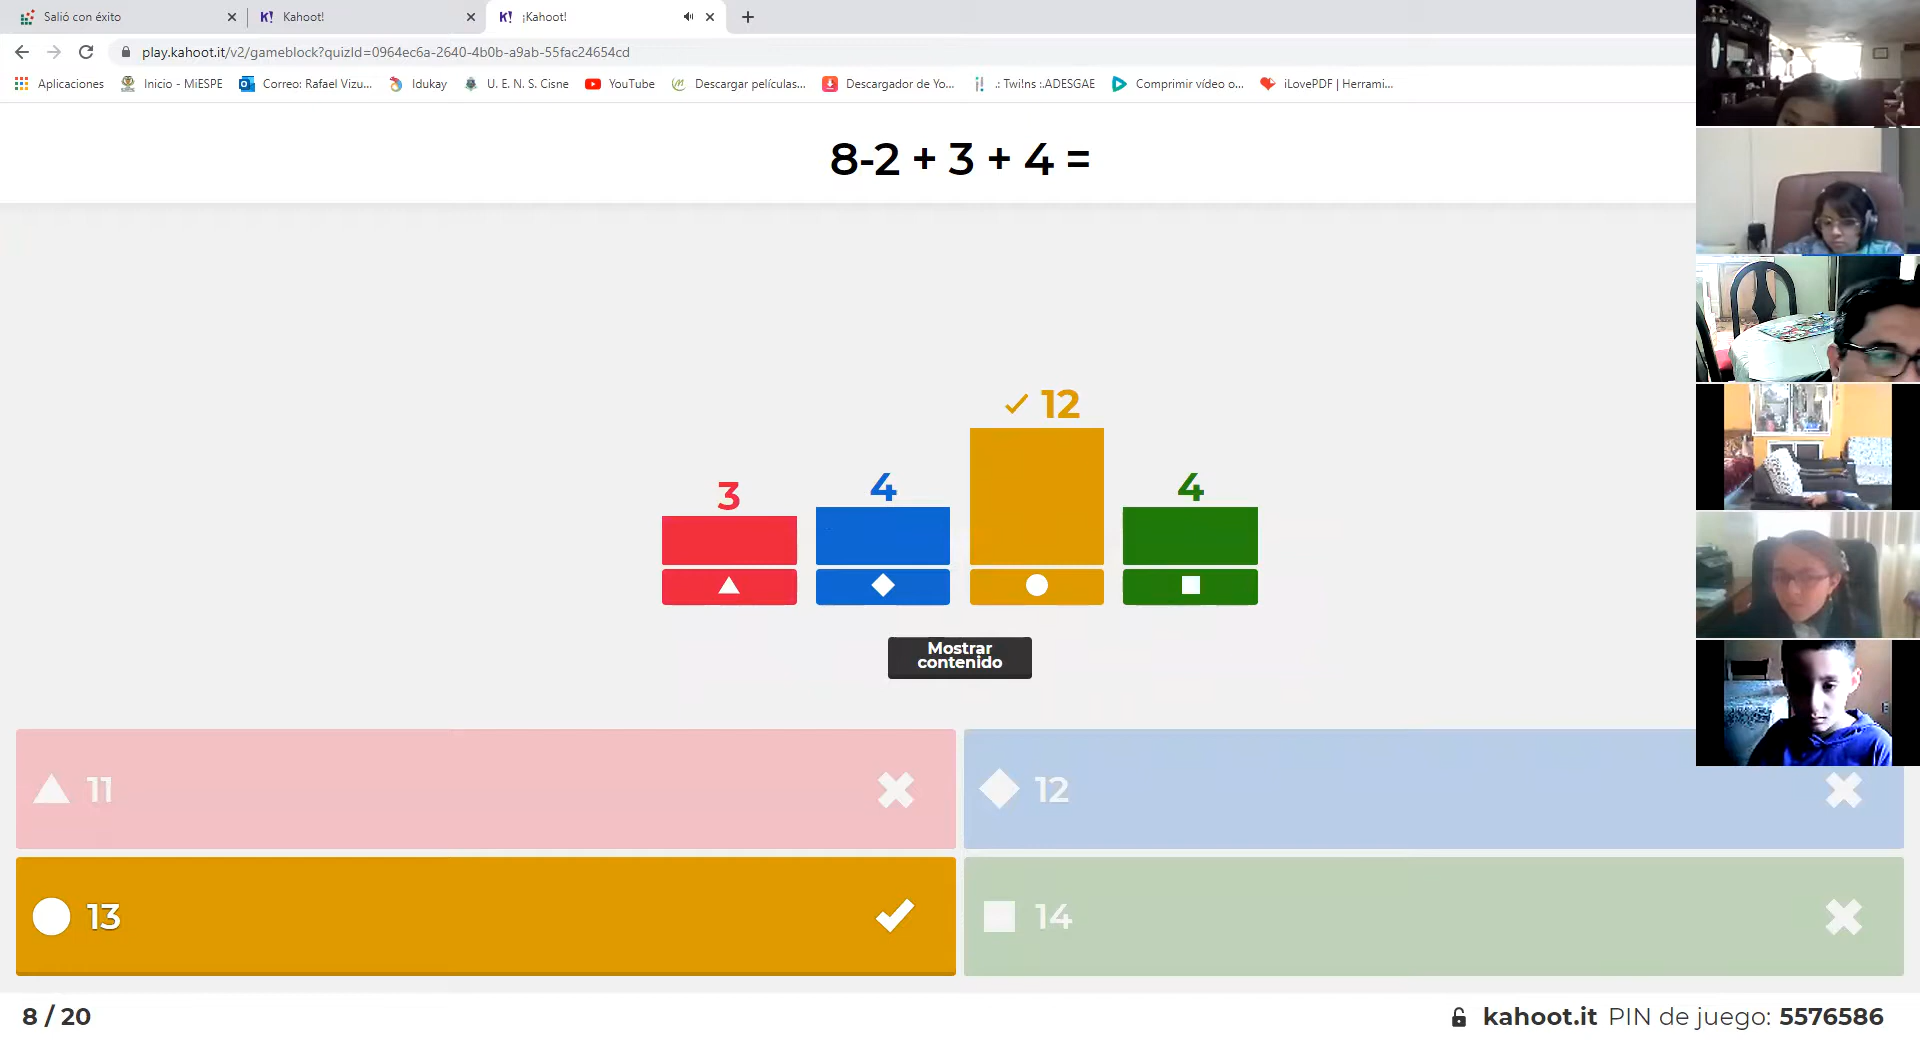 Salió con éxito
Kahoot!
¡Kahoot!
play.kahoot.it/v2/gameblock?quizId=0964ec6a-2640-4b0b-a9ab-55fac24654cd
Aplicaciones
Inicio - MiESPE
Correo: Rafael Vizu...
Idukay
U. E. N. S. Cisne
YouTube
Descargar películas...
Descargador de Yo...
.: Twi!ns :.ADESGAE
Comprimir vídeo o...
iLovePDF | Herrami...
8-2 + 3 + 4 =
3
4
12
4
Mostrar
contenido
11
12
13
14
8 / 20
kahoot.it PIN de juego: 5576586